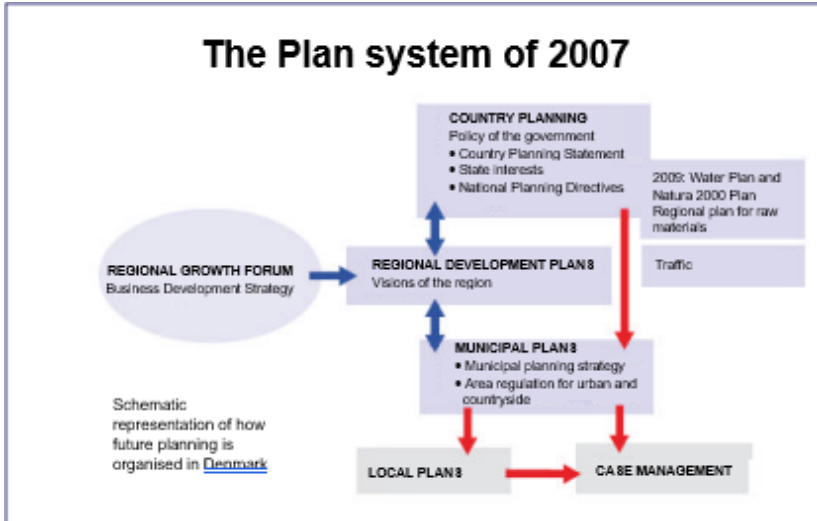 The Plan system of 2007
COUNTRY PLANNING
Policy of the government
• Country Planning Statement
• State interests
• National Planning Directives
2009: Water Plan and
Natura 2000 Plan
Regional plan for raw
materials
Traffic
REGIONAL GROWTH FORUM
Business Development Strategy
REGIONAL DEVELOPMENT PLANS
Visions of the region
MUNICIPAL PLANS
• Municipal planning strategy
• Area regulation for urban and
countryside
Schematic
representation of how
future planning is
organised in Denmark
LOCAL PLANS
CASE MANAGEMENT